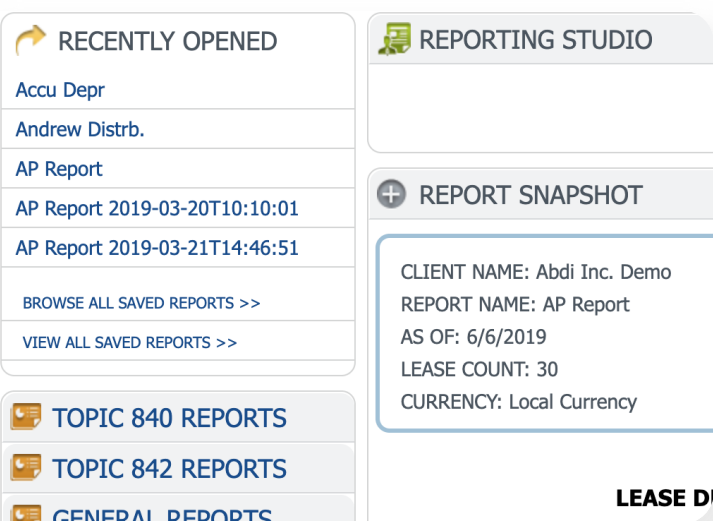 RECENTLY OPENED
Accu Depr
Andrew Distrb.
AP Report
AP Report 2019-03-20T10:10:01
AP Report 2019-03-21T14:46:51
BROWSE ALL SAVED REPORTS >>
VIEW ALL SAVED REPORTS >>
TOPIC 840 REPORTS
TOPIC 842 REPORTS
GENERAL REPORTS
REPORTING STUDIO
REPORT SNAPSHOT
CLIENT NAME: Abdi Inc. Demo
REPORT NAME: AP Report
AS OF: 6/6/2019
LEASE COUNT: 30
CURRENCY: Local Currency
LEASE